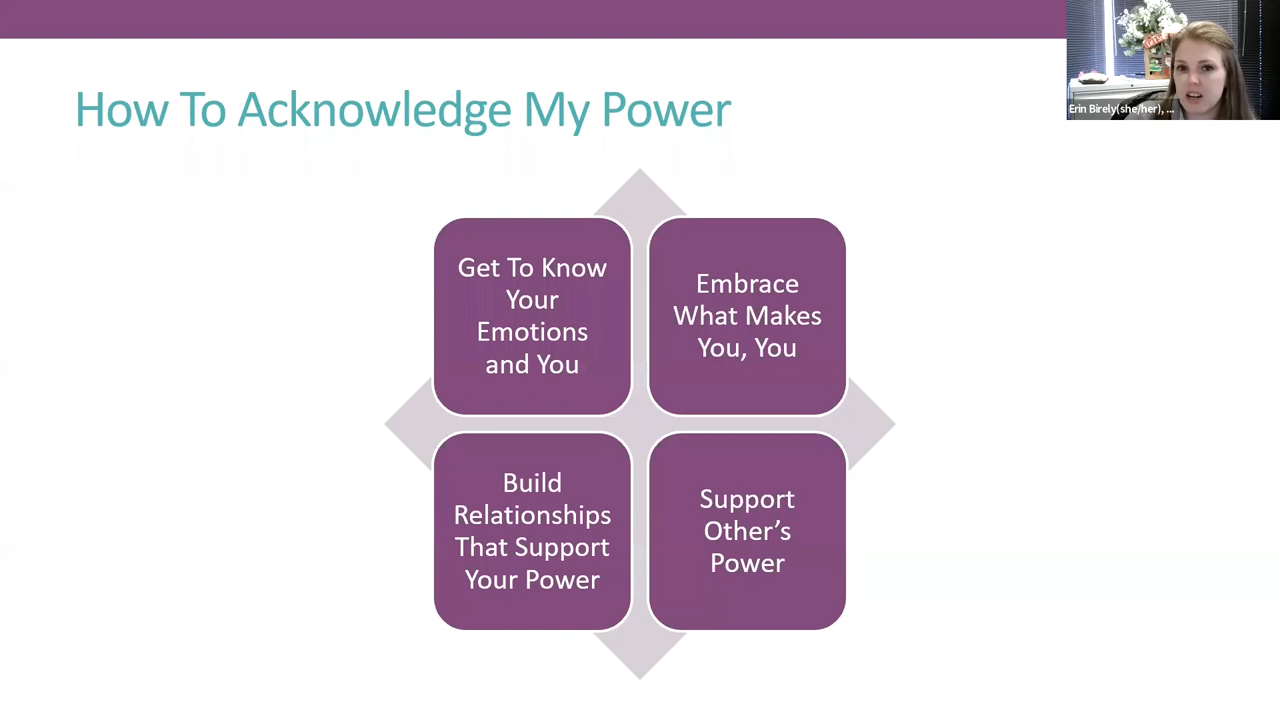 How To Acknowledge My Power
Erin Birely(she/her), ...
Get To Know
Your
Emotions
and You
Embrace
What Makes
You, You
Build
Relationships
That Support
Your Power
Support
Other’s
Power